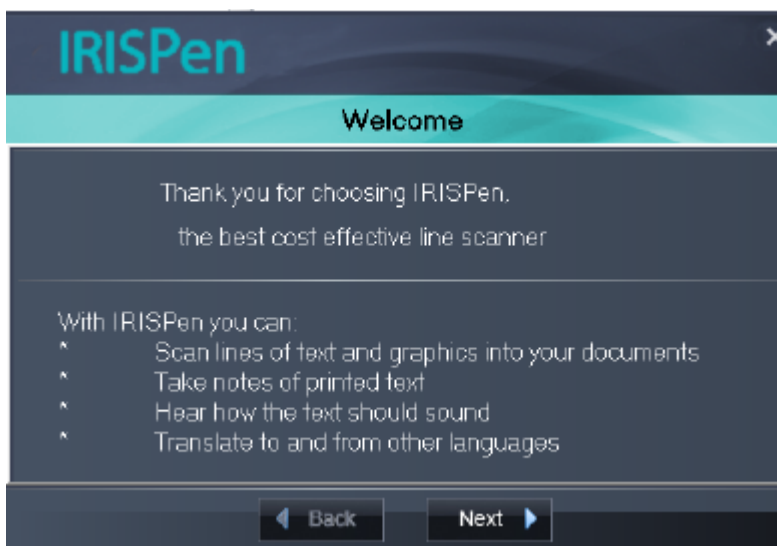 IRISPen
Welcome
Thank you for choosing IRISPen,
the best cost effective line scanner
With IRISPen you can:
* Scan lines of text and graphics into your documents
* Take notes of printed text
* Hear how the text should sound
* Translate to and from other languages
Back Next